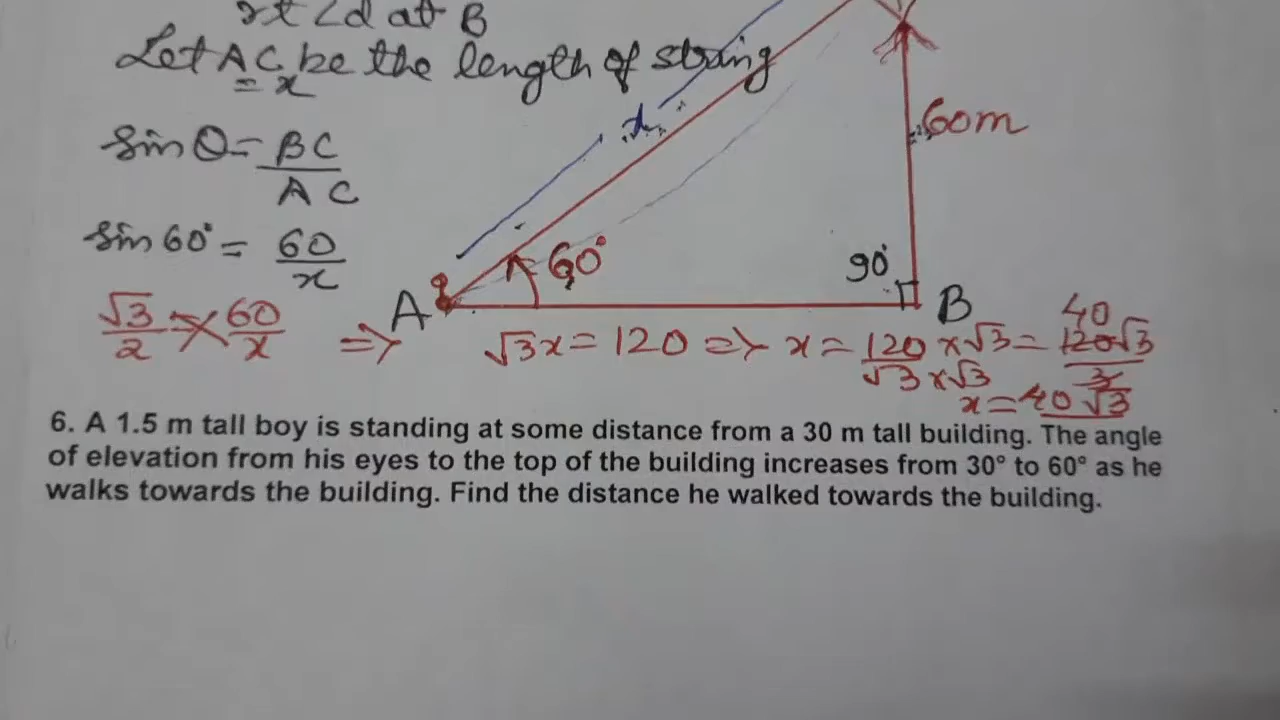 rt ∠d at B
Let AC be the length of string
= x
x
60m
Sin θ = BC/AC
Sin 60° = 60/x
60°
90°
A
B
√3/2 = 60/x
=> √3x = 120 => x = 120/√3 × √3/√3 = 120√3/3
40
x = 40√3
6. A 1.5 m tall boy is standing at some distance from a 30 m tall building. The angle
of elevation from his eyes to the top of the building increases from 30° to 60° as he
walks towards the building. Find the distance he walked towards the building.